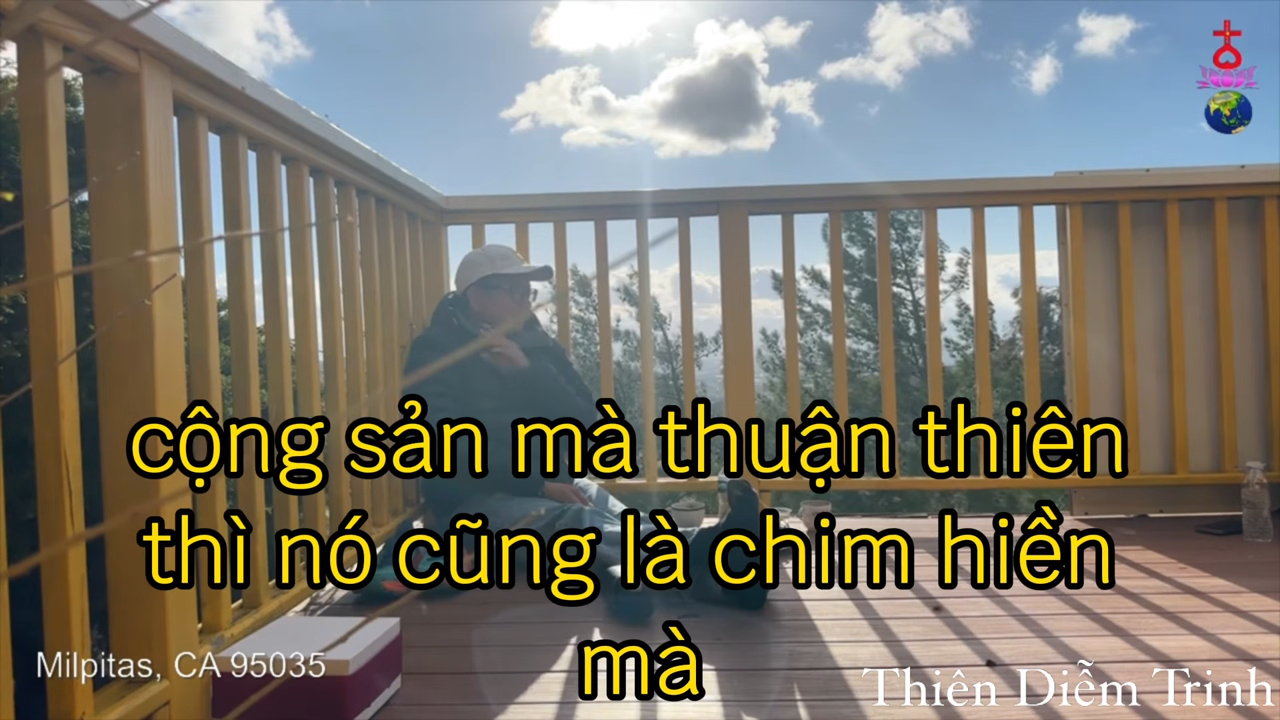 cộng sản mà thuận thiên
thì nó cũng là chim hiền
mà
Milpitas, CA 95035
Thiên Diễm Trinh